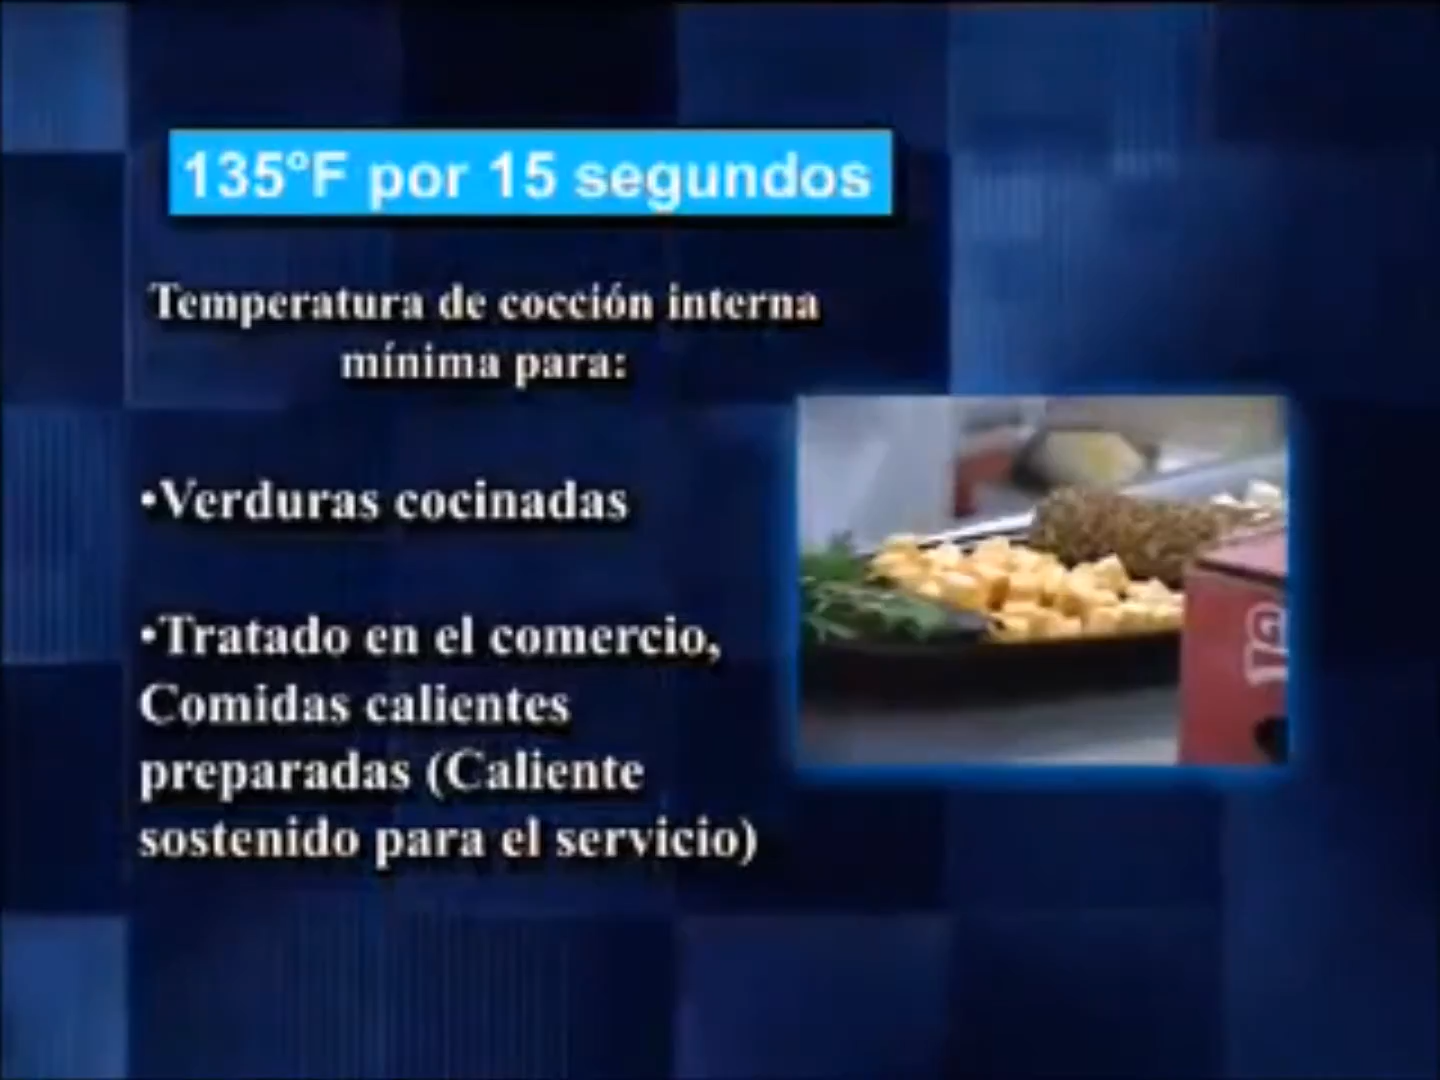 135°F por 15 segundos
Temperatura de cocción interna
mínima para:
•Verduras cocinadas
•Tratado en el comercio,
Comidas calientes
preparadas (Caliente
sostenido para el servicio)